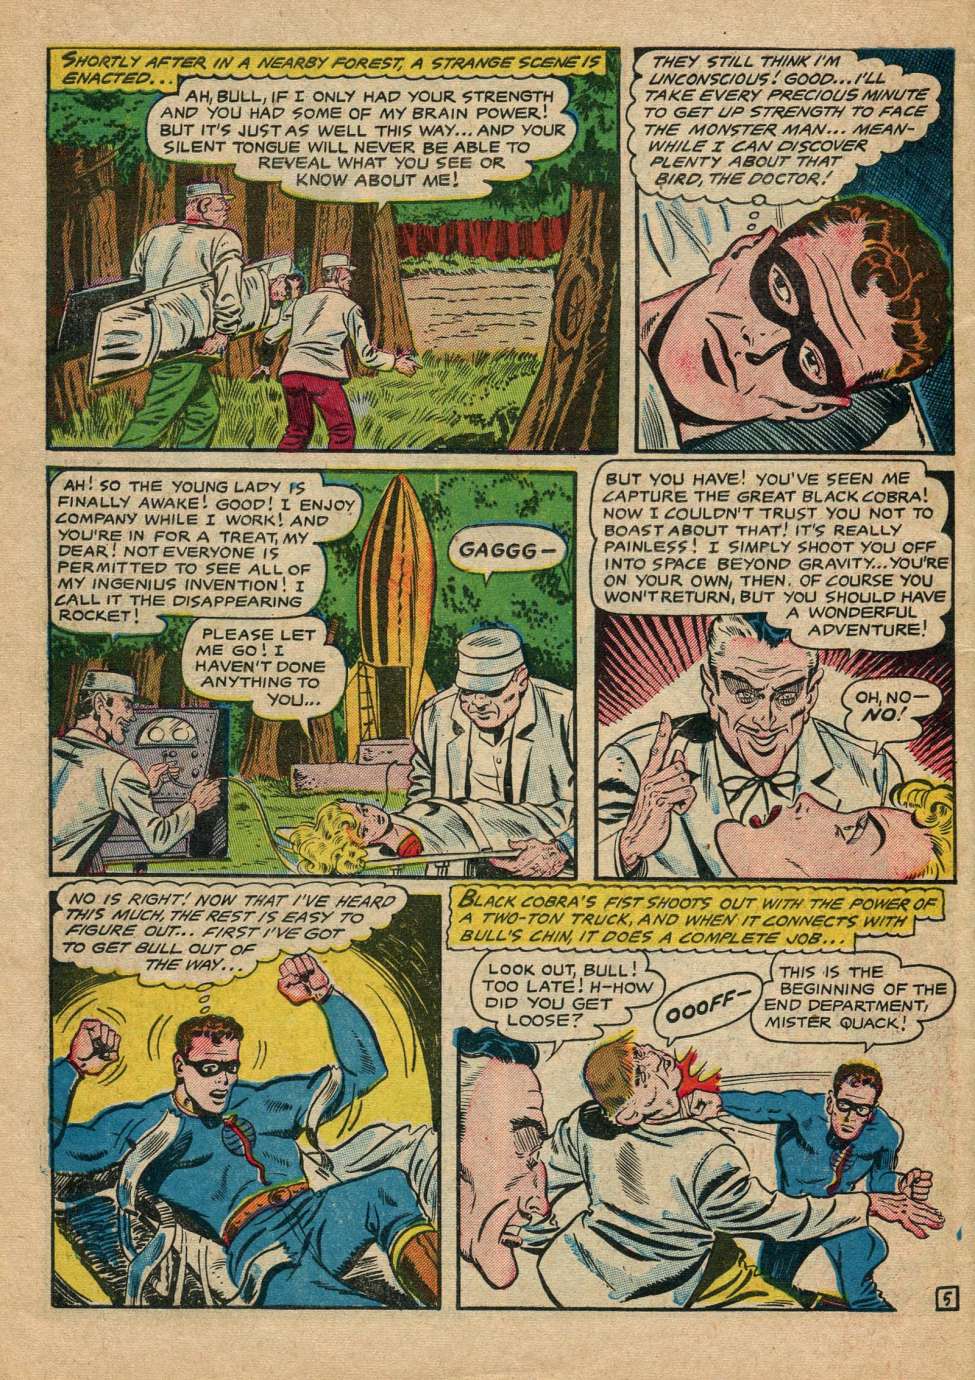 SHORTLY AFTER IN A NEARBY FOREST, A STRANGE SCENE IS
ENACTED...
AH, BULL, IF I ONLY HAD YOUR STRENGTH
AND YOU HAD SOME OF MY BRAIN POWER!
BUT IT'S JUST AS WELL THIS WAY... AND YOUR
SILENT TONGUE WILL NEVER BE ABLE TO
REVEAL WHAT YOU SEE OR
KNOW ABOUT ME!
THEY STILL THINK I'M
UNCONSCIOUS! GOOD...I'LL
TAKE EVERY PRECIOUS MINUTE
TO GET UP STRENGTH TO FACE
THE MONSTER MAN... MEAN-
WHILE I CAN DISCOVER
PLENTY ABOUT THAT
BIRD, THE DOCTOR!
AH! SO THE YOUNG LADY IS
FINALLY AWAKE! GOOD! I ENJOY
COMPANY WHILE I WORK! AND
YOU'RE IN FOR A TREAT, MY
DEAR! NOT EVERYONE IS
PERMITTED TO SEE ALL OF
MY INGENIUS INVENTION! I
CALL IT THE DISAPPEARING
ROCKET!
PLEASE LET
ME GO! I
HAVEN'T DONE
ANYTHING TO
YOU...
GAGGG-
BUT YOU HAVE! YOU'VE SEEN ME
CAPTURE THE GREAT BLACK COBRA!
NOW I COULDN'T TRUST YOU NOT TO
BOAST ABOUT THAT! IT'S REALLY
PAINLESS! I SIMPLY SHOOT YOU OFF
INTO SPACE BEYOND GRAVITY...YOU'RE
ON YOUR OWN, THEN. OF COURSE YOU
WON'T RETURN, BUT YOU SHOULD HAVE
A WONDERFUL
ADVENTURE!
OH, NO-
NO!
NO IS RIGHT! NOW THAT I'VE HEARD
THIS MUCH, THE REST IS EASY TO
FIGURE OUT... FIRST I'VE GOT
TO GET BULL OUT OF
THE WAY...
BLACK COBRA'S FIST SHOOTS OUT WITH THE POWER OF
A TWO-TON TRUCK, AND WHEN IT CONNECTS WITH
BULL'S CHIN, IT DOES A COMPLETE JOB...
LOOK OUT, BULL!
TOO LATE! H-HOW
DID YOU GET
LOOSE?
OOOFF-
THIS IS THE
BEGINNING OF THE
END DEPARTMENT,
MISTER QUACK!
5